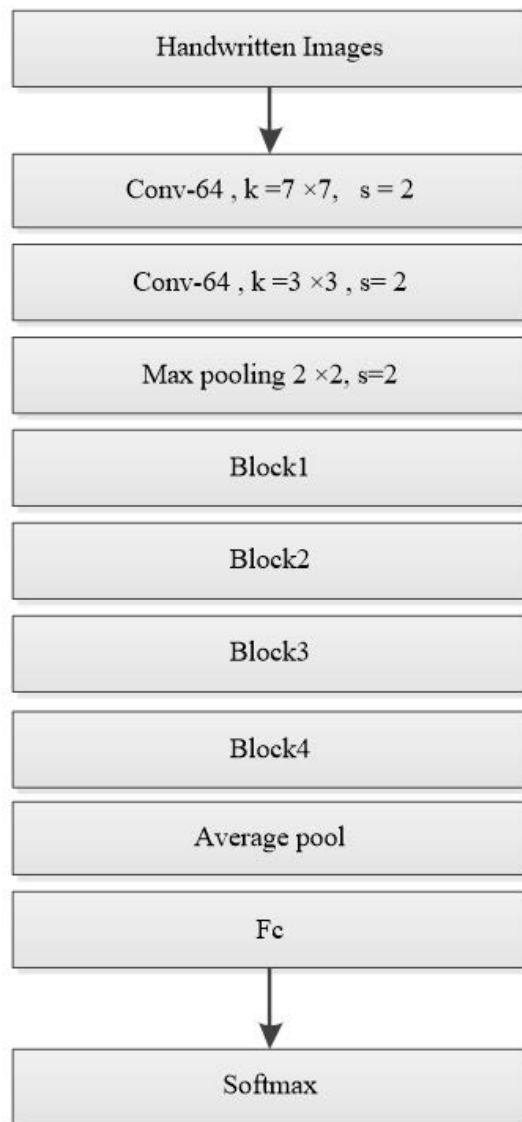 Handwritten Images
Conv-64 , k =7 ×7, s = 2
Conv-64 , k =3 ×3 , s= 2
Max pooling 2 ×2, s=2
Block1
Block2
Block3
Block4
Average pool
Fc
Softmax